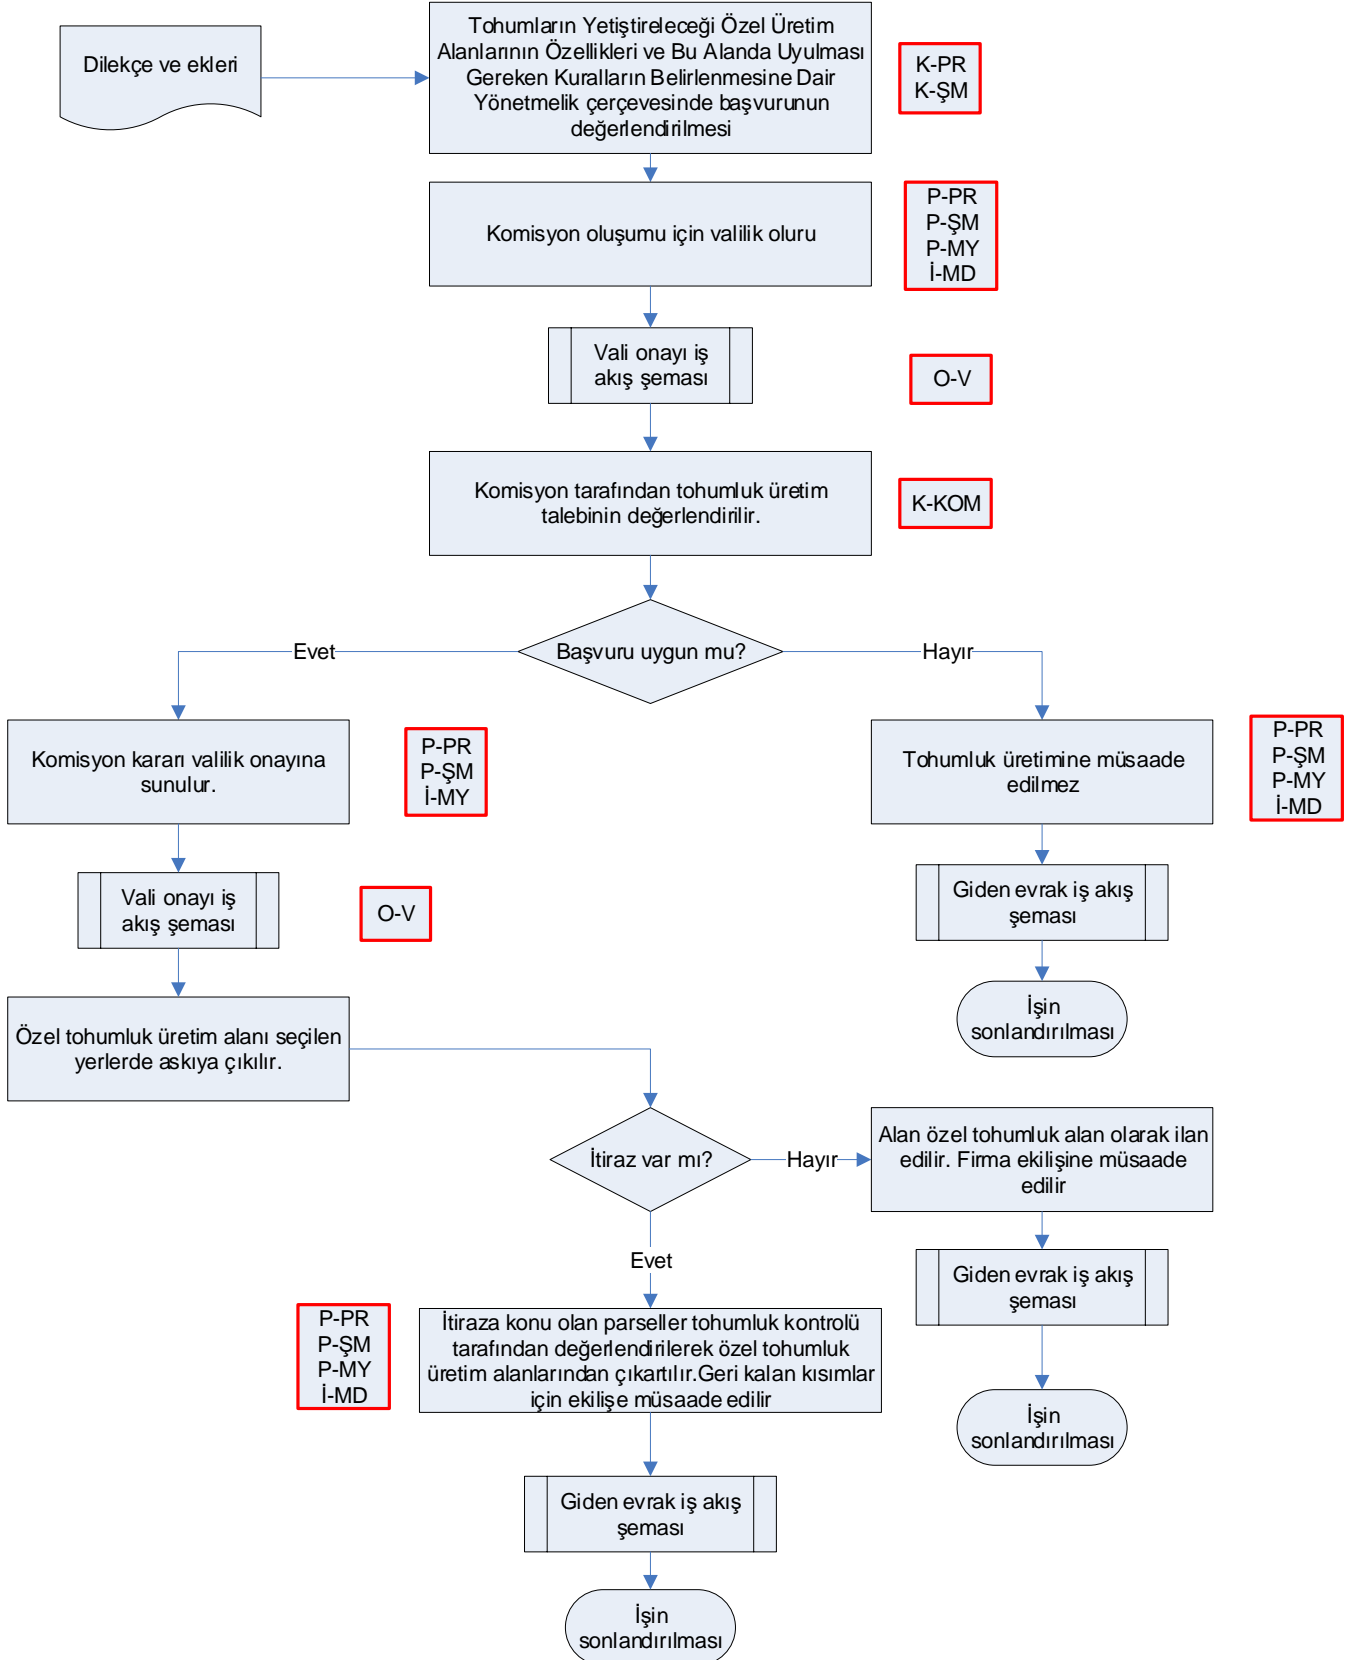 Dilekçe ve ekleri
Tohumların Yetiştireleceği Özel Üretim
Alanlarının Özellikleri ve Bu Alanda Uyulması
Gereken Kuralların Belirlenmesine Dair
Yönetmelik çerçevesinde başvurunun
değerlendirilmesi
K-PR
K-ŞM
Komisyon oluşumu için valilik oluru
P-PR
P-ŞM
P-MY
İ-MD
Vali onayı iş
akış şeması
O-V
Komisyon tarafından tohumluk üretim
talebinin değerlendirilir.
K-KOM
Başvuru uygun mu?
Evet
Hayır
Komisyon kararı valilik onayına
sunulur.
P-PR
P-ŞM
İ-MY
Tohumluk üretimine müsaade
edilmez
P-PR
P-ŞM
P-MY
İ-MD
Vali onayı iş
akış şeması
O-V
Giden evrak iş akış
şeması
İşin
sonlandırılması
Özel tohumluk üretim alanı seçilen
yerlerde askıya çıkılır.
İtiraz var mı?
Hayır
Alan özel tohumluk alan olarak ilan
edilir. Firma ekilişine müsaade
edilir
Evet
Giden evrak iş akış
şeması
P-PR
P-ŞM
P-MY
İ-MD
İtiraza konu olan parseller tohumluk kontrolü
tarafından değerlendirilerek özel tohumluk
üretim alanlarından çıkartılır.Geri kalan kısımlar
için ekilişe müsaade edilir
İşin
sonlandırılması
Giden evrak iş akış
şeması
İşin
sonlandırılması